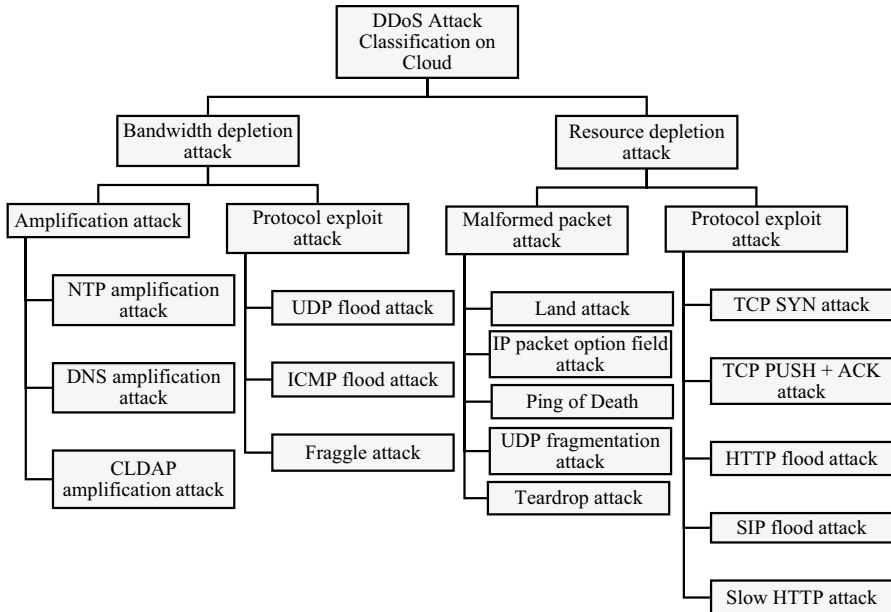 DDoS Attack
Classification on
Cloud
Bandwidth depletion
attack
Resource depletion
attack
Amplification attack
Protocol exploit
attack
Malformed packet
attack
Protocol exploit
attack
NTP amplification
attack
DNS amplification
attack
CLDAP
amplification attack
UDP flood attack
ICMP flood attack
Fraggle attack
Land attack
IP packet option field
attack
Ping of Death
UDP fragmentation
attack
Teardrop attack
TCP SYN attack
TCP PUSH + ACK
attack
HTTP flood attack
SIP flood attack
Slow HTTP attack